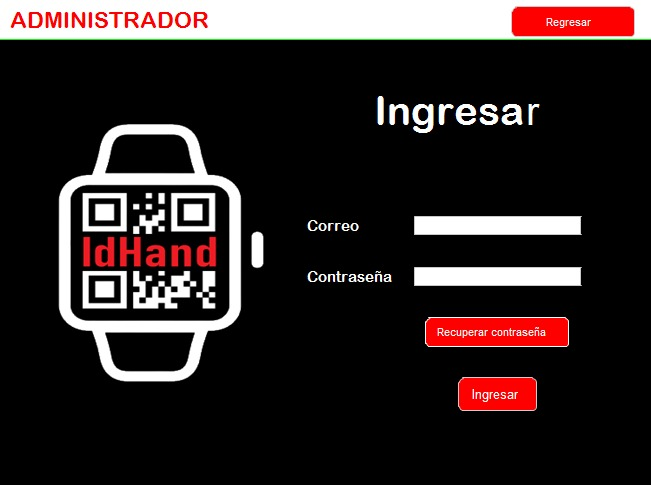 ADMINISTRADOR
Regresar
Ingresar
IdHand
Correo
Contraseña
Recuperar contraseña
Ingresar